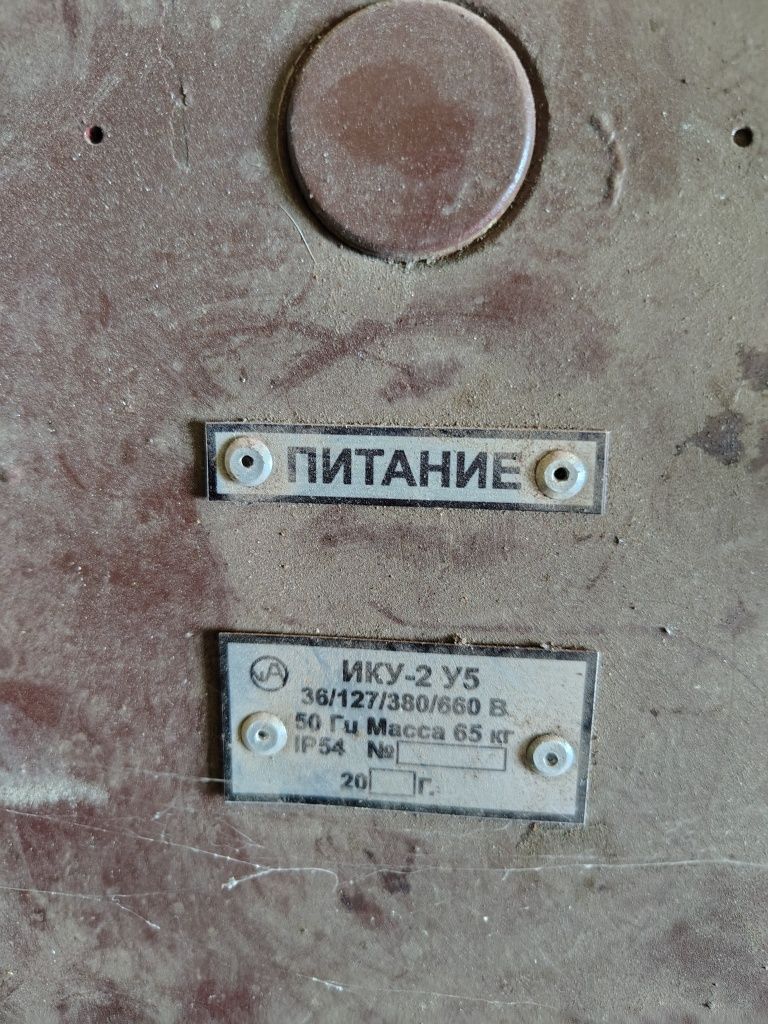 ПИТАНИЕ
ИКУ-2 У5
36/127/380/660 В
50 Гц Масса 65 кг
IP54 №
20 Г.